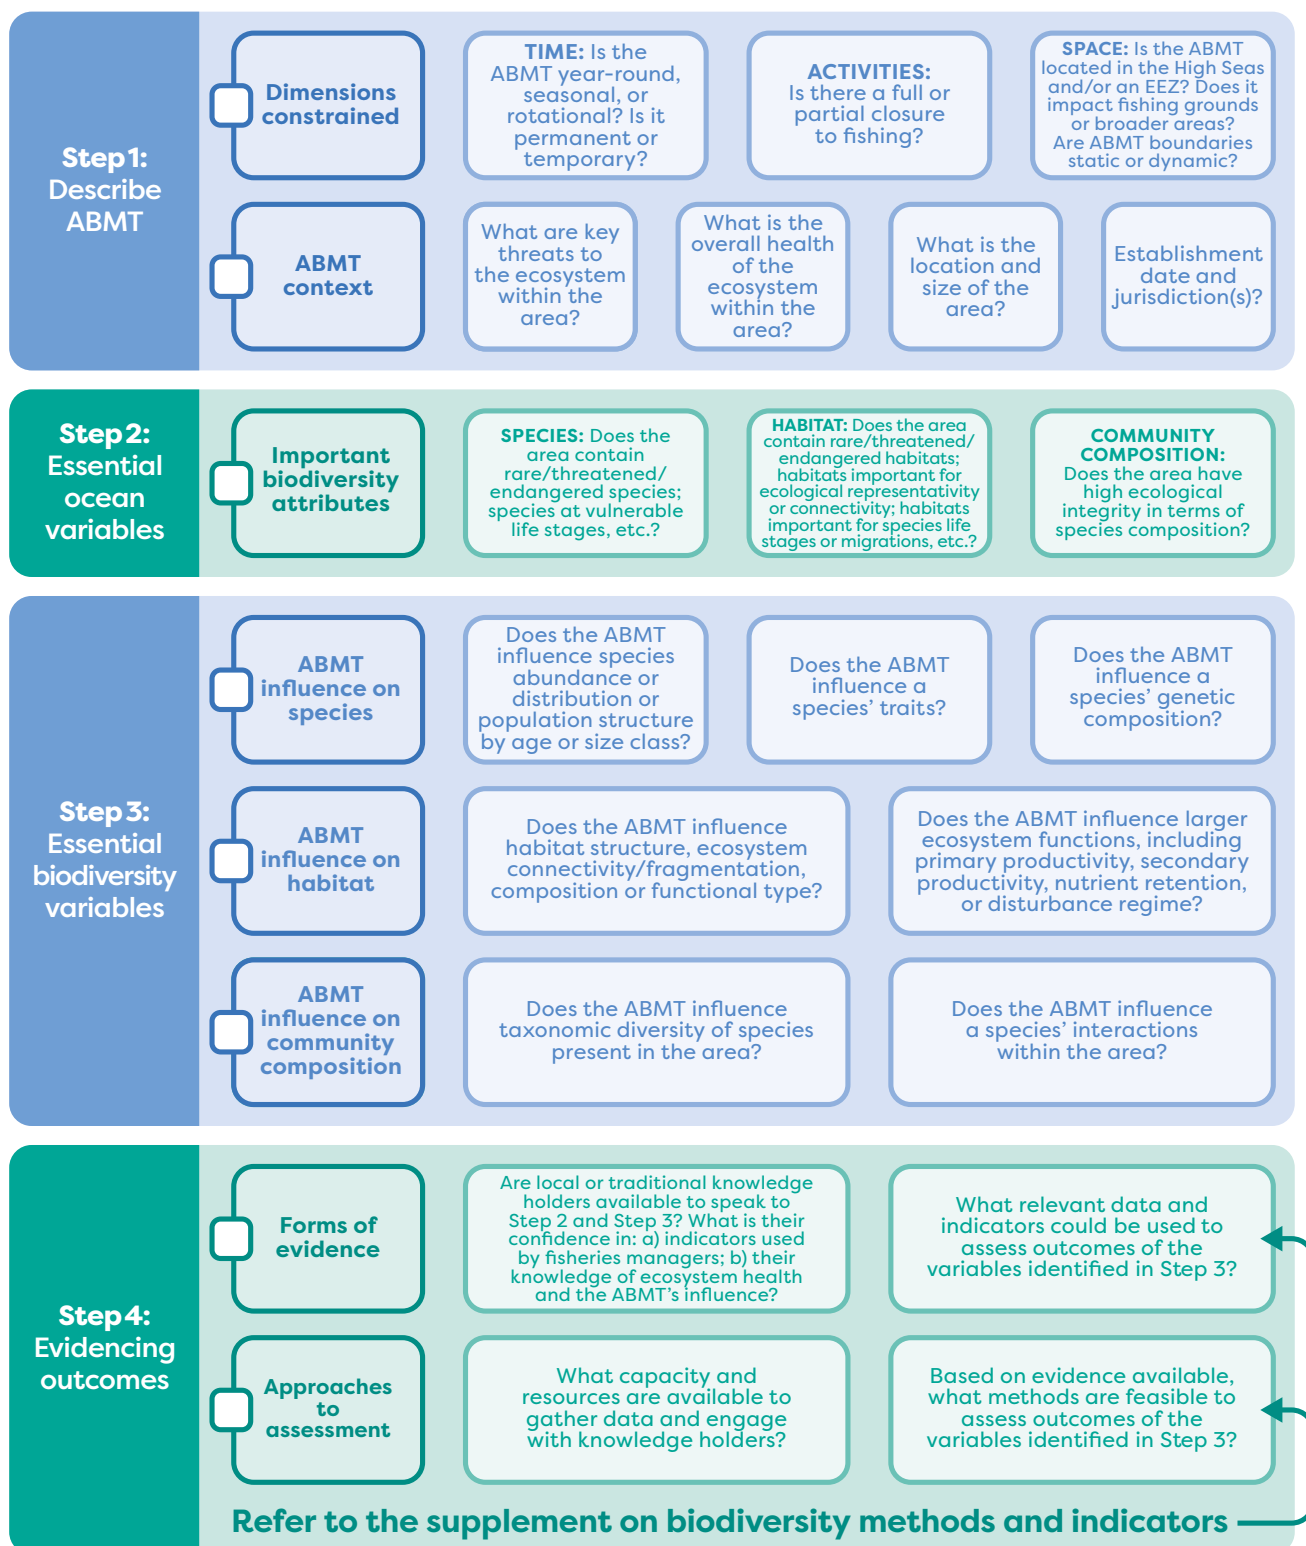 Step 1:
Describe
ABMT
Dimensions
constrained
TIME: Is the
ABMT year-round,
seasonal, or
rotational? Is it
permanent or
temporary?
ACTIVITIES:
Is there a full or
partial closure
to fishing?
SPACE: Is the ABMT
located in the High Seas
and/or an EEZ? Does it
impact fishing grounds
or broader areas?
Are ABMT boundaries
static or dynamic?
ABMT
context
What are key
threats to
the ecosystem
within the
area?
What is the
overall health
of the
ecosystem
within the
area?
What is the
location and
size of the
area?
Establishment
date and
jurisdiction(s)?
Step 2:
Essential
ocean
variables
Important
biodiversity
attributes
SPECIES: Does the
area contain
rare/threatened/
endangered species;
species at vulnerable
life stages, etc.?
HABITAT: Does the area
contain rare/threatened/
endangered habitats;
habitats important for
ecological representativity
or connectivity; habitats
important for species life
stages or migrations, etc.?
COMMUNITY
COMPOSITION:
Does the area have
high ecological
integrity in terms of
species composition?
Step 3:
Essential
biodiversity
variables
ABMT
influence on
species
Does the ABMT
influence species
abundance or
distribution or
population structure
by age or size class?
Does the ABMT
influence a
species’ traits?
Does the ABMT
influence a
species’ genetic
composition?
ABMT
influence on
habitat
Does the ABMT influence
habitat structure, ecosystem
connectivity/fragmentation,
composition or functional type?
Does the ABMT influence larger
ecosystem functions, including
primary productivity, secondary
productivity, nutrient retention,
or disturbance regime?
ABMT
influence on
community
composition
Does the ABMT influence
taxonomic diversity of species
present in the area?
Does the ABMT influence
a species’ interactions
within the area?
Step 4:
Evidencing
outcomes
Forms of
evidence
Are local or traditional knowledge
holders available to speak to
Step 2 and Step 3? What is their
confidence in: a) indicators used
by fisheries managers; b) their
knowledge of ecosystem health
and the ABMT’s influence?
What relevant data and
indicators could be used to
assess outcomes of the
variables identified in Step 3?
Approaches
to
assessment
What capacity and
resources are available to
gather data and engage
with knowledge holders?
Based on evidence available,
what methods are feasible to
assess outcomes of the
variables identified in Step 3?
Refer to the supplement on biodiversity methods and indicators